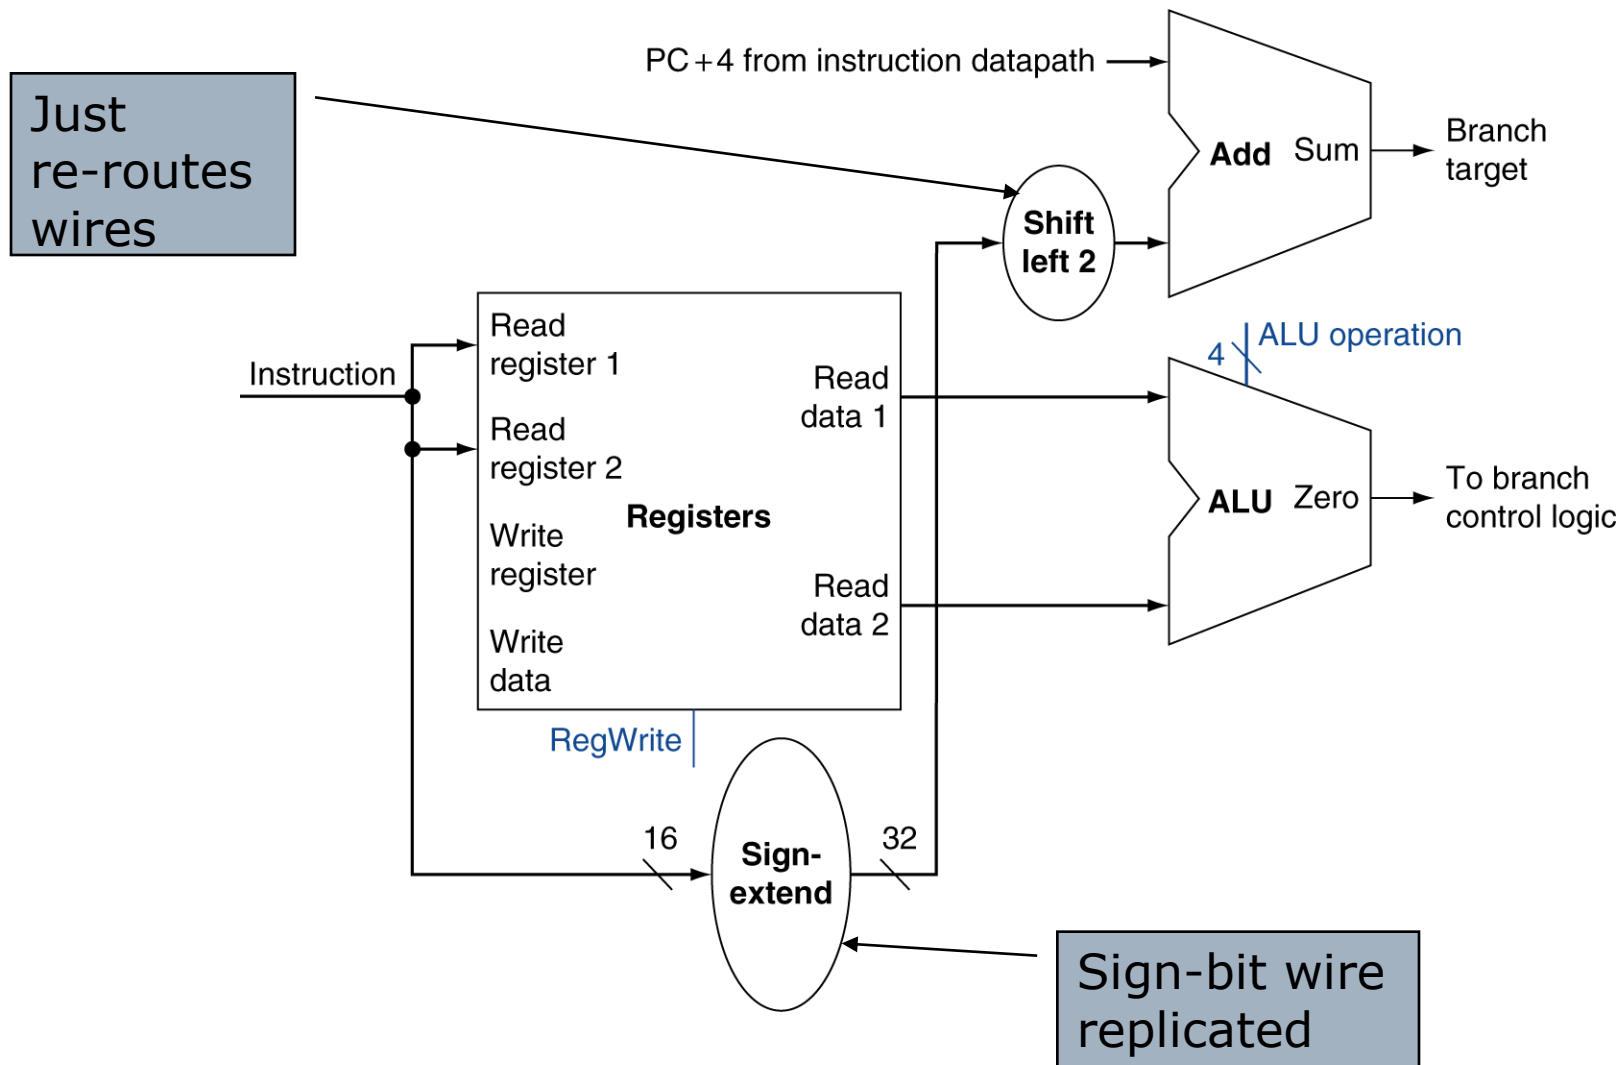 PC+4 from instruction datapath
Just
re-routes
wires
Add Sum
Branch
target
Shift
left 2
Instruction
Read
register 1
Read
register 2
Write
register
Write
data
Registers
Read
data 1
Read
data 2
RegWrite
4
ALU operation
ALU Zero
To branch
control logic
16
Sign-
extend
32
Sign-bit wire
replicated